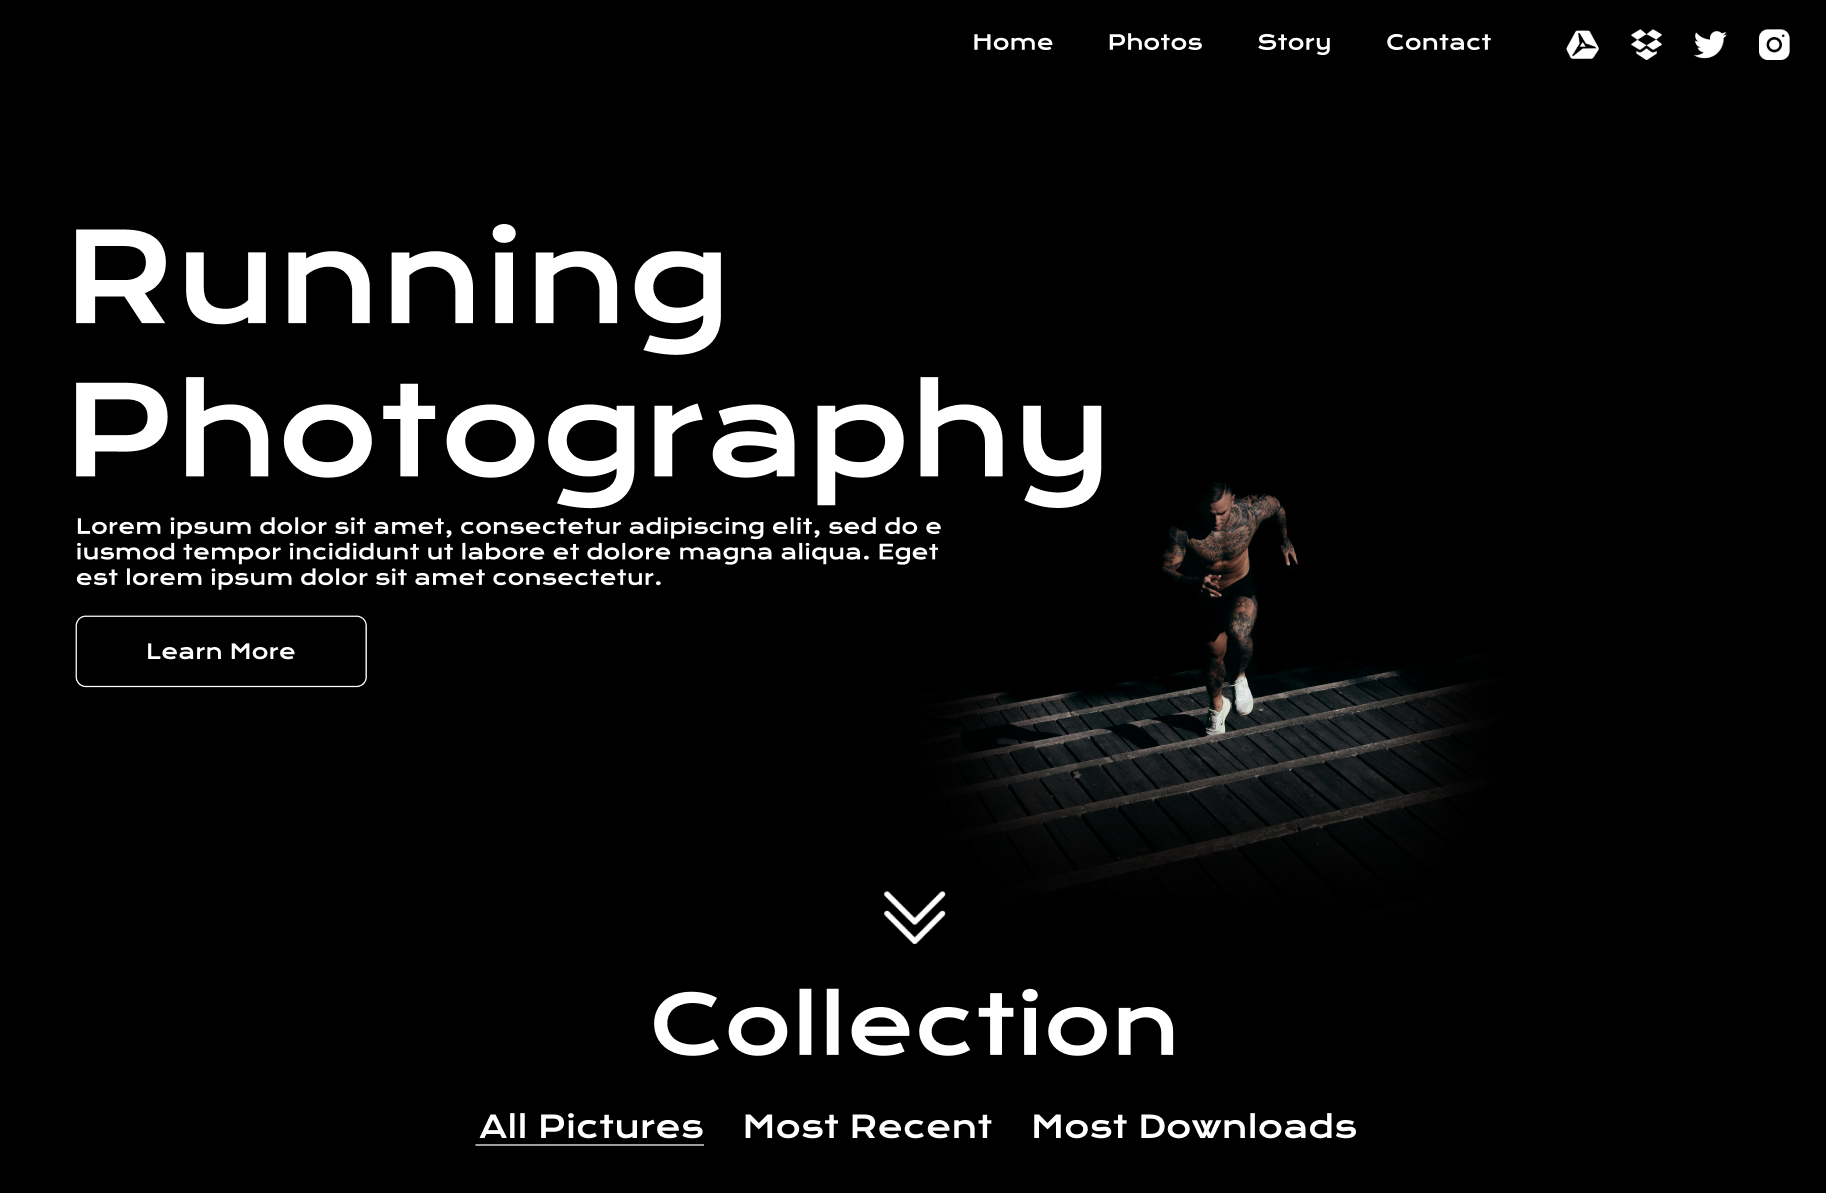 Home Photos Story Contact
Running
Photography
Lorem ipsum dolor sit amet, consectetur adipiscing elit, sed do e
iusmod tempor incididunt ut labore et dolore magna aliqua. Eget
est lorem ipsum dolor sit amet consectetur.
Learn More
Collection
All Pictures Most Recent Most Downloads